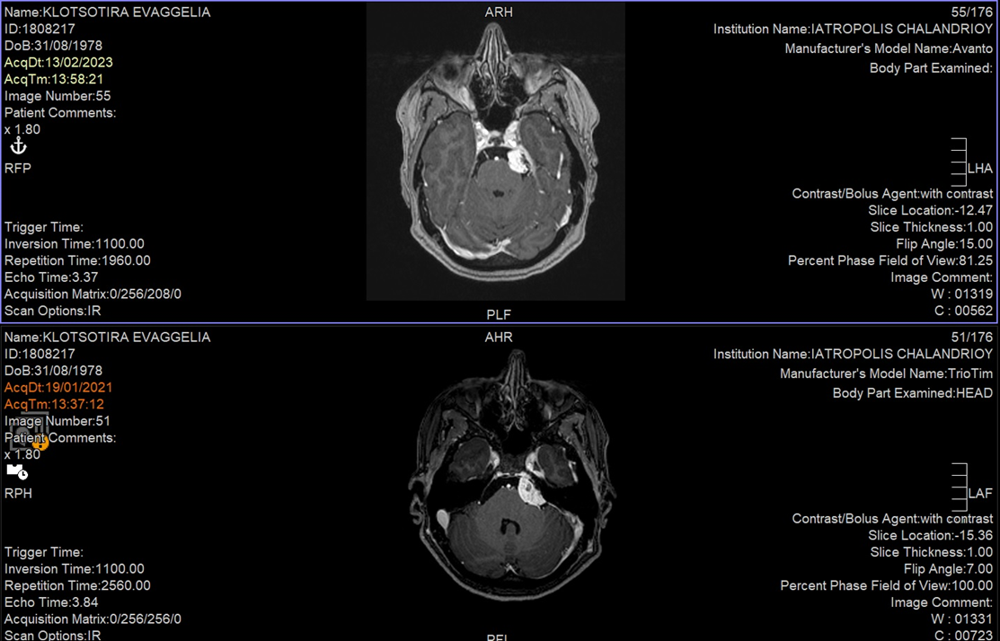 Name:KLOTSOTIRA EVAGGELIA
ID:1808217
DoB:31/08/1978
AcqDt:13/02/2023
AcqTm:13:58:21
Image Number:55
Patient Comments:
x 1.80
RFP
Trigger Time:
Inversion Time:1100.00
Repetition Time:1960.00
Echo Time:3.37
Acquisition Matrix:0/256/208/0
Scan Options:IR
ARH
PLF
55/176
Institution Name:IATROPOLIS CHALANDRIOY
Manufacturer's Model Name:Avanto
Body Part Examined:
LHA
Contrast/Bolus Agent:with contrast
Slice Location:-12.47
Slice Thickness:1.00
Flip Angle:15.00
Percent Phase Field of View:81.25
Image Comment:
W : 01319
C : 00562
Name:KLOTSOTIRA EVAGGELIA
ID:1808217
DoB:31/08/1978
AcqDt:19/01/2021
AcqTm:13:37:12
Image Number:51
Patient Comments:
x 1.80
RPH
Trigger Time:
Inversion Time:1100.00
Repetition Time:2560.00
Echo Time:3.84
Acquisition Matrix:0/256/256/0
Scan Options:IR
AHR
51/176
Institution Name:IATROPOLIS CHALANDRIOY
Manufacturer's Model Name:TrioTim
Body Part Examined:HEAD
LAF
Contrast/Bolus Agent:with contrast
Slice Location:-15.36
Slice Thickness:1.00
Flip Angle:7.00
Percent Phase Field of View:100.00
Image Comment:
W : 01331
C : 00723